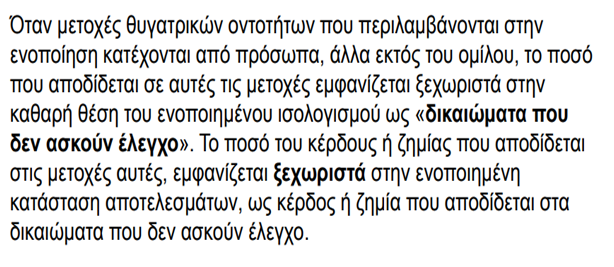 Όταν μετοχές θυγατρικών οντοτήτων που περιλαμβάνονται στην
ενοποίηση κατέχονται από πρόσωπα, άλλα εκτός του ομίλου, το ποσό
που αποδίδεται σε αυτές τις μετοχές εμφανίζεται ξεχωριστά στην
καθαρή θέση του ενοποιημένου ισολογισμού ως «δικαιώματα που
δεν ασκούν έλεγχο». Το ποσό του κέρδους ή ζημίας που αποδίδεται
στις μετοχές αυτές, εμφανίζεται ξεχωριστά στην ενοποιημένη
κατάσταση αποτελεσμάτων, ως κέρδος ή ζημία που αποδίδεται στα
δικαιώματα που δεν ασκούν έλεγχο.